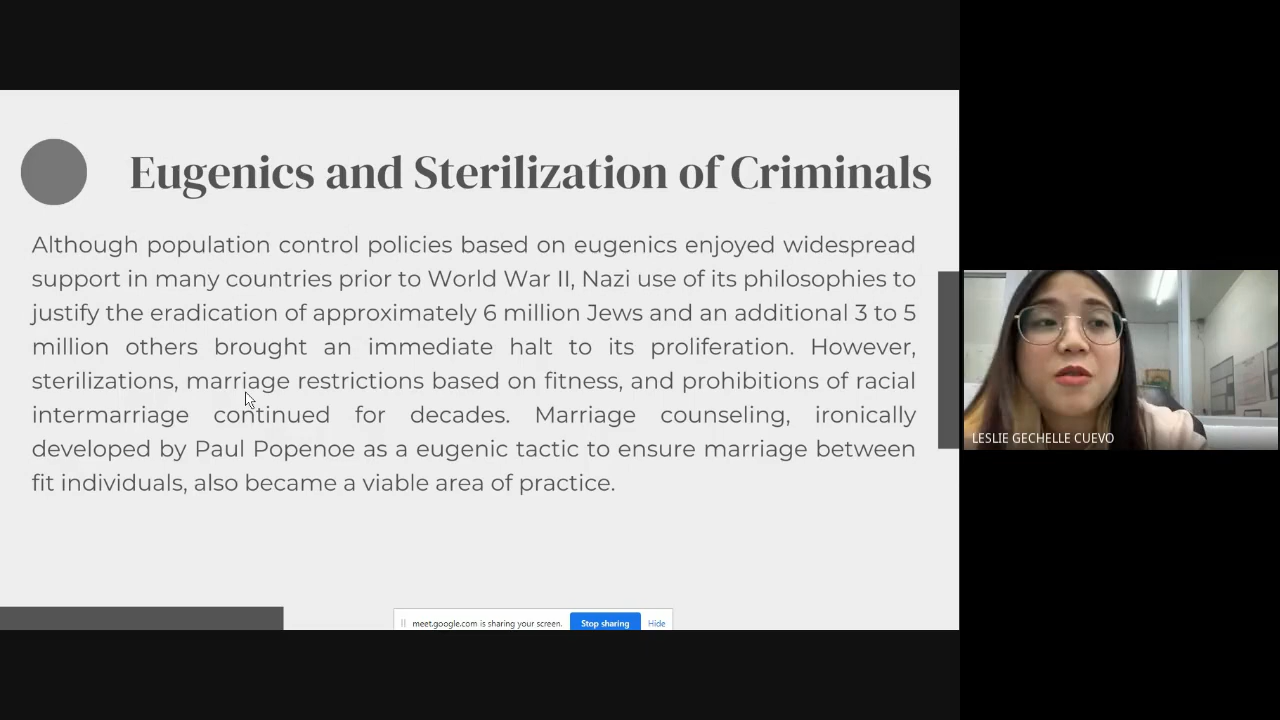 Eugenics and Sterilization of Criminals
Although population control policies based on eugenics enjoyed widespread
support in many countries prior to World War II, Nazi use of its philosophies to
justify the eradication of approximately 6 million Jews and an additional 3 to 5
million others brought an immediate halt to its proliferation. However,
sterilizations, marriage restrictions based on fitness, and prohibitions of racial
intermarriage continued for decades. Marriage counseling, ironically
developed by Paul Popenoe as a eugenic tactic to ensure marriage between
fit individuals, also became a viable area of practice.
LESLIE GECHELLE CUEVO
meet.google.com is sharing your screen.
Stop sharing
Hide